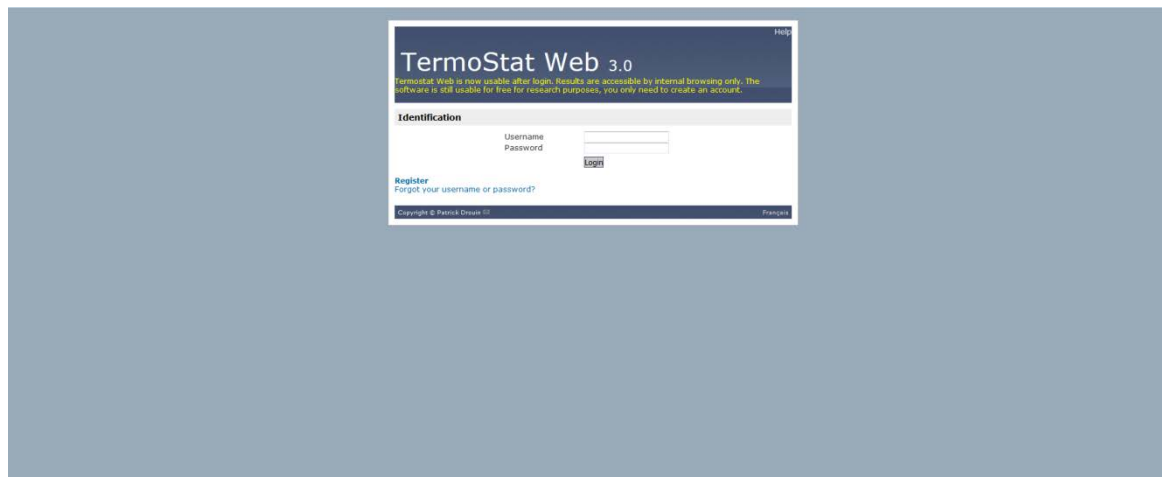 Help
TermoStat Web 3.0
Termostat Web is now usable after login. Results are accessible by internal browsing only. The
software is still usable for free for research purposes, you only need to create an account.
Identification
Username
Password
Login
Register
Forgot your username or password?
Copyright © Patrick Drouin
Français